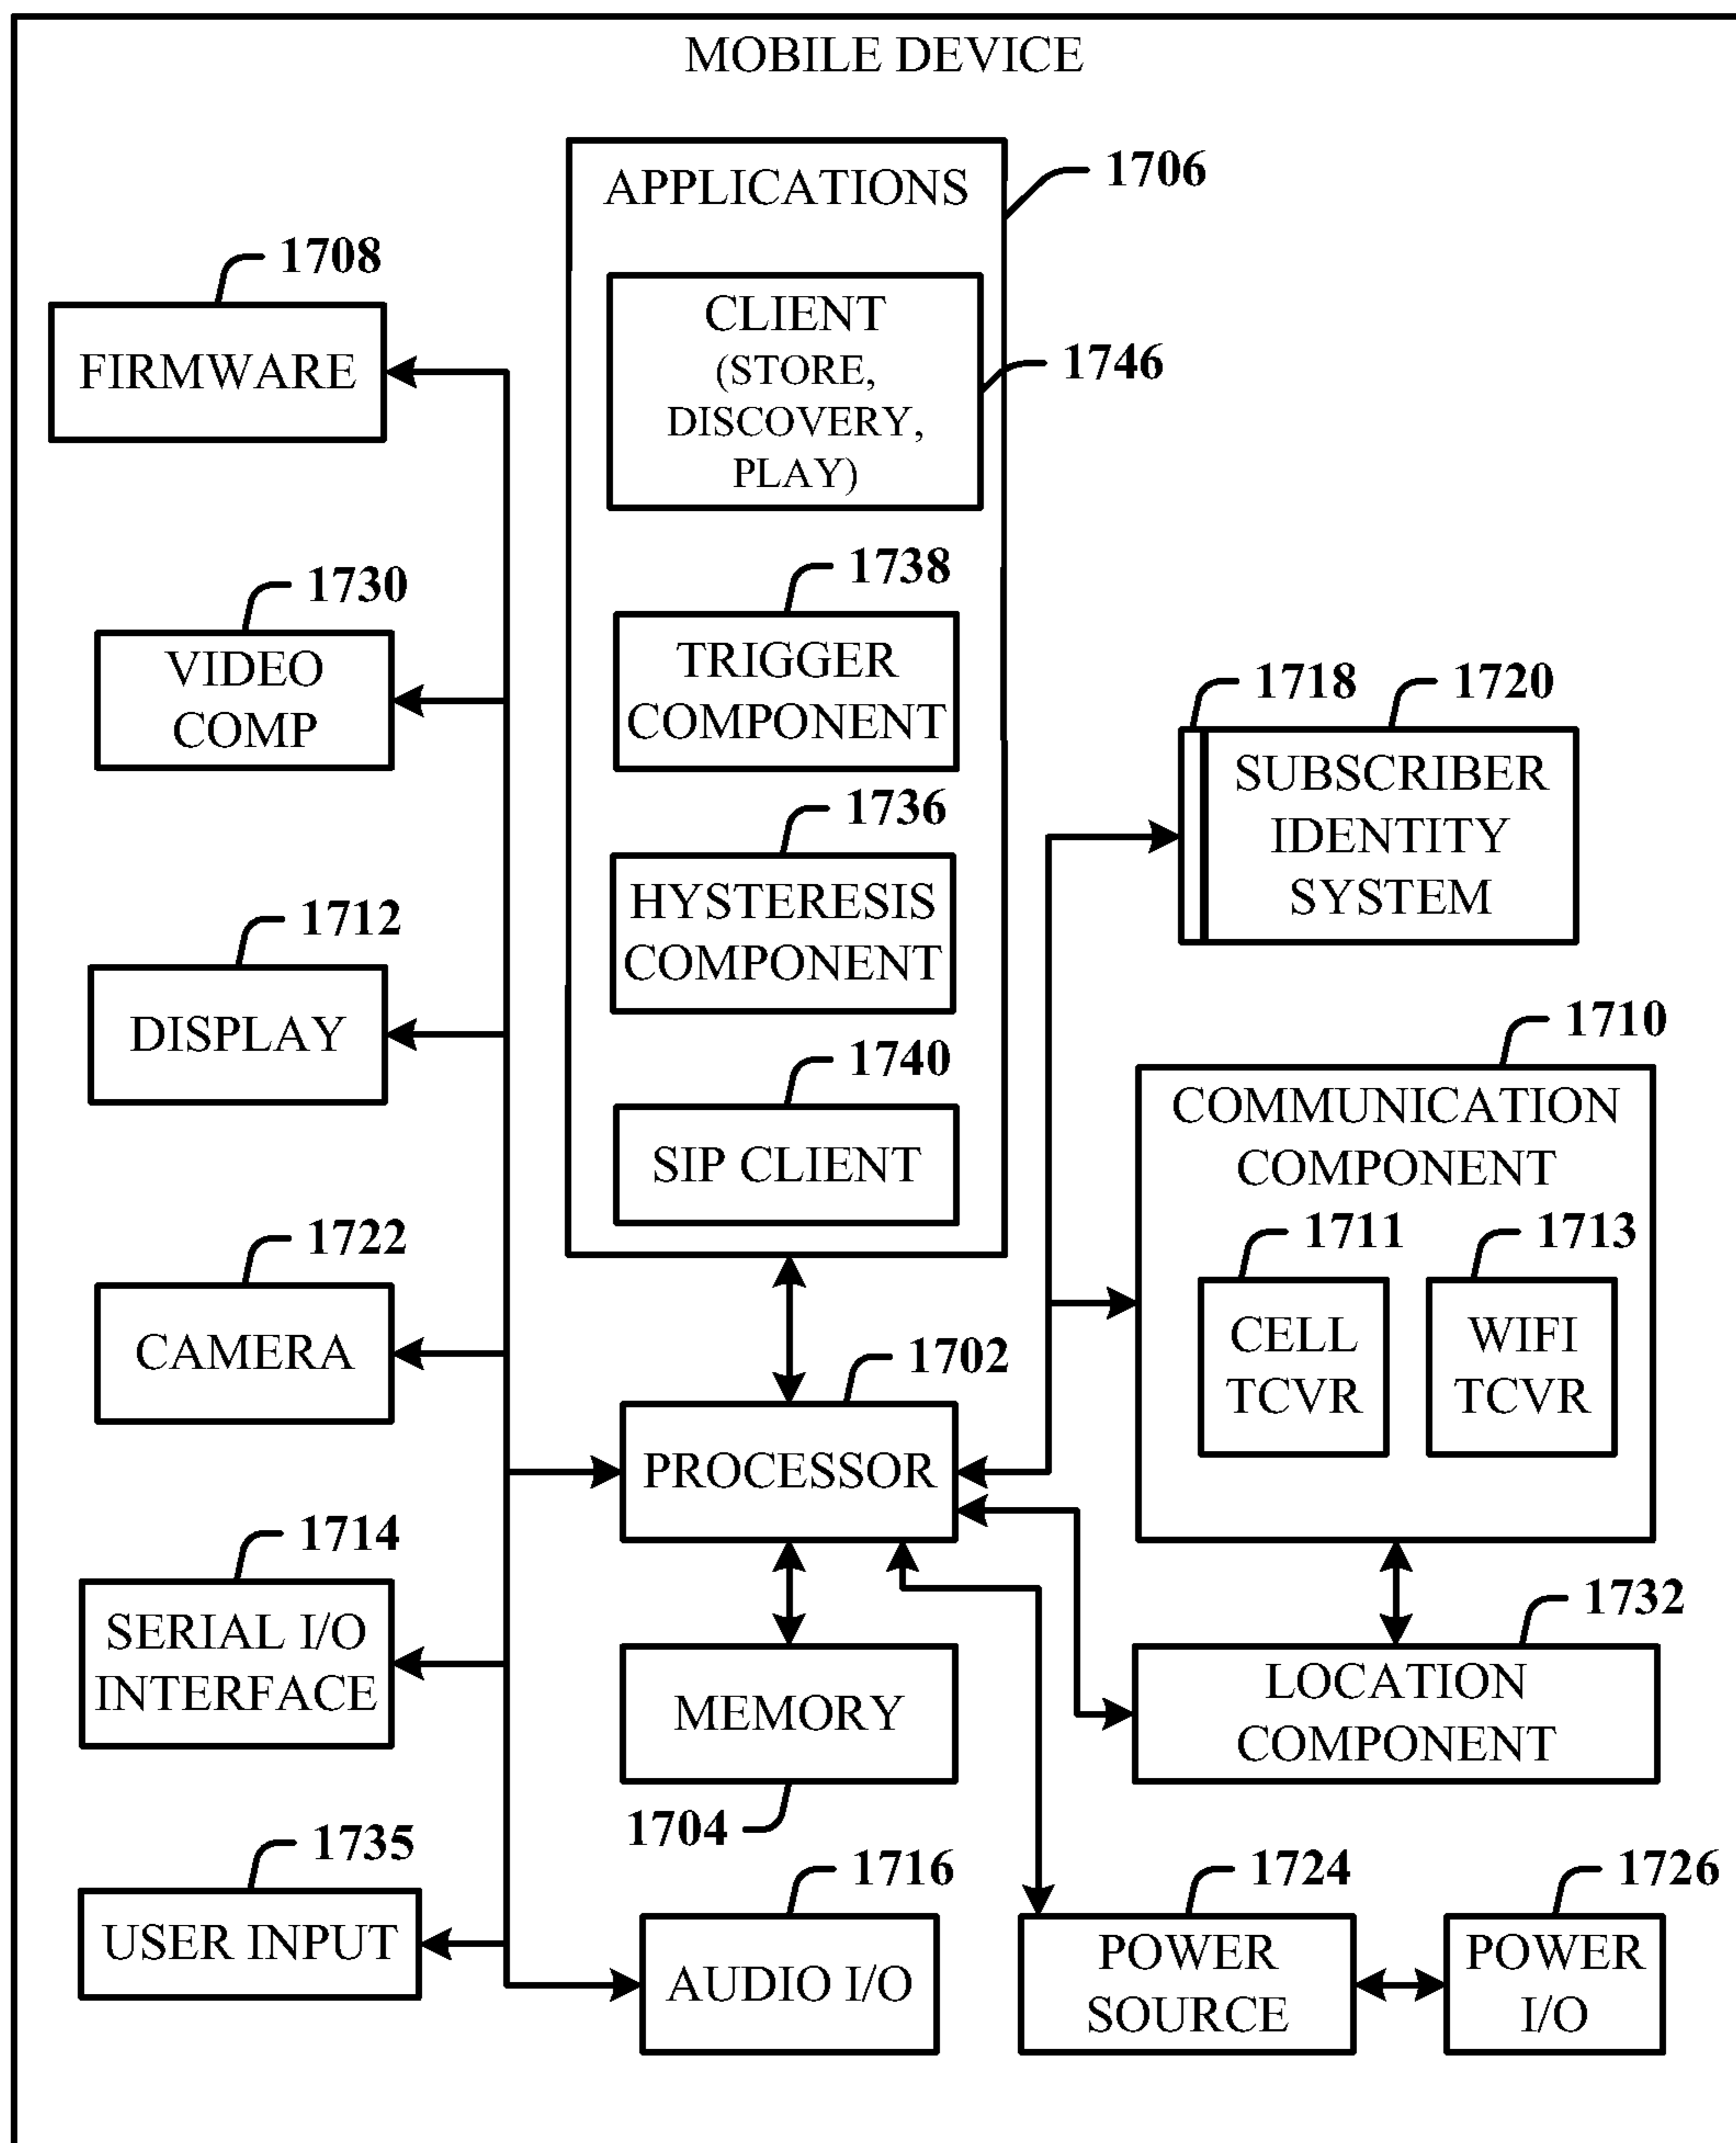 MOBILE DEVICE
APPLICATIONS
1706
CLIENT
(STORE,
DISCOVERY,
PLAY)
1746
1738
TRIGGER
COMPONENT
1736
HYSTERESIS
COMPONENT
1740
SIP CLIENT
1708
FIRMWARE
1730
VIDEO
COMP
1712
DISPLAY
1722
CAMERA
1714
SERIAL I/O
INTERFACE
1735
USER INPUT
1702
PROCESSOR
MEMORY
1704
1716
AUDIO I/O
1718
1720
SUBSCRIBER
IDENTITY
SYSTEM
1710
COMMUNICATION
COMPONENT
1711
CELL
TCVR
1713
WIFI
TCVR
1732
LOCATION
COMPONENT
1724
POWER
SOURCE
1726
POWER
I/O